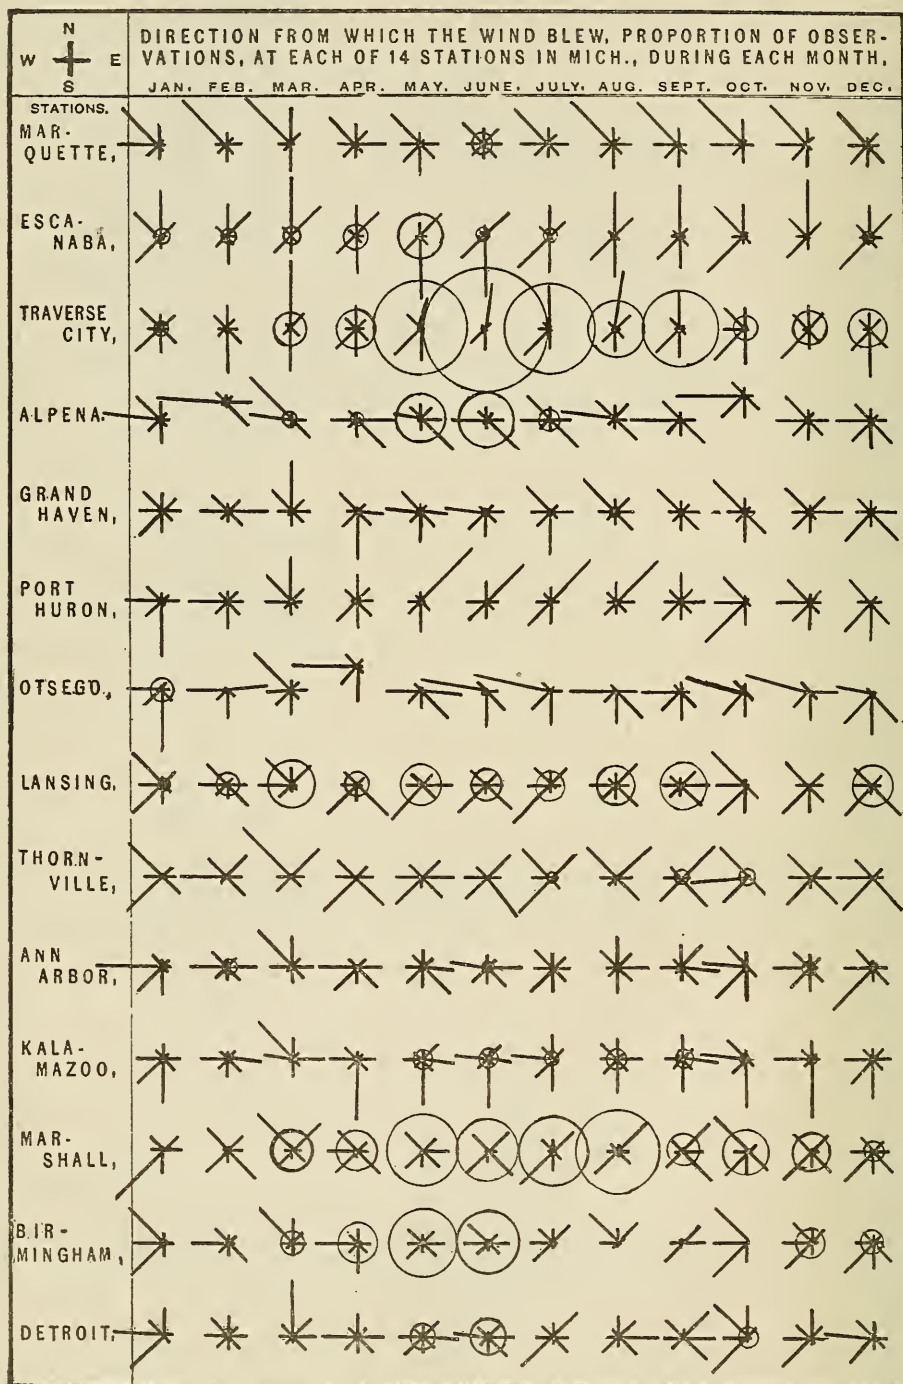 N
W E
S
DIRECTION FROM WHICH THE WIND BLEW, PROPORTION OF OBSER-
VATIONS, AT EACH OF 14 STATIONS IN MICH., DURING EACH MONTH,
JAN. FEB. MAR. APR. MAY. JUNE. JULY. AUG. SEPT. OCT. NOV. DEC.
STATIONS.
MAR-
QUETTE,
ESCA-
NABA,
TRAVERSE
CITY,
ALPENA.
GRAND
HAVEN,
PORT
HURON,
OTSEGO,
LANSING,
THORN-
VILLE,
ANN
ARBOR,
KALA-
MAZOO,
MAR-
SHALL,
BIR-
MINGHAM,
DETROIT,